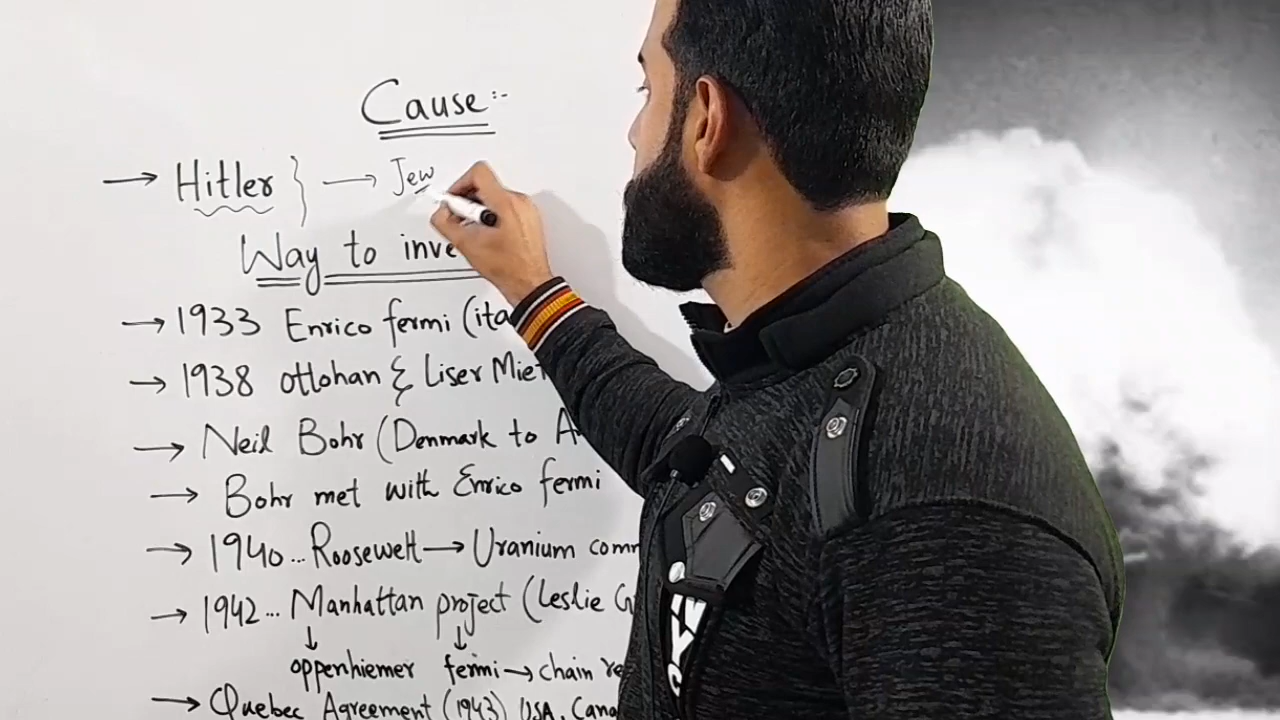 Cause:-
→ Hitler } → Jew
Way to inve
→ 1933 Enrico fermi (ita
→ 1938 ottohan & Liser Miet
→ Neil Bohr (Denmark to A
→ Bohr met with Enrico fermi
→ 1940... Roosewelt → Uranium comm
→ 1942... Manhattan project (Leslie G
↓ ↓
oppenhiemer fermi → chain re
→ Quebec Agreement (1943) USA, Cana